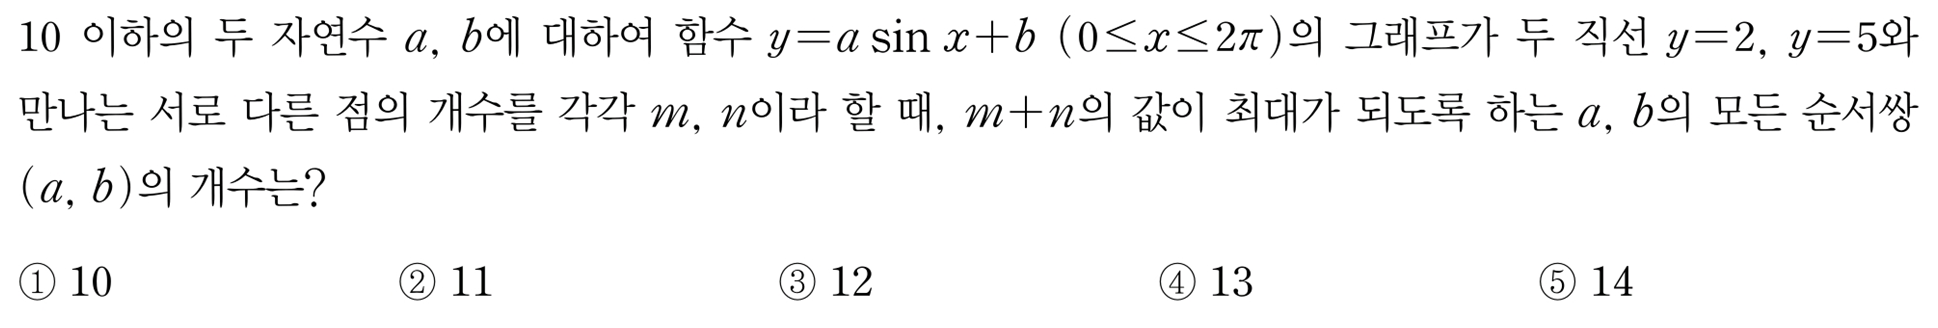 10 이하의 두 자연수 a, b에 대하여 함수 y=a sin x+b (0≤x≤2π)의 그래프가 두 직선 y=2, y=5와
만나는 서로 다른 점의 개수를 각각 m, n이라 할 때, m+n의 값이 최대가 되도록 하는 a, b의 모든 순서쌍
(a, b)의 개수는?
① 10 ② 11 ③ 12 ④ 13 ⑤ 14